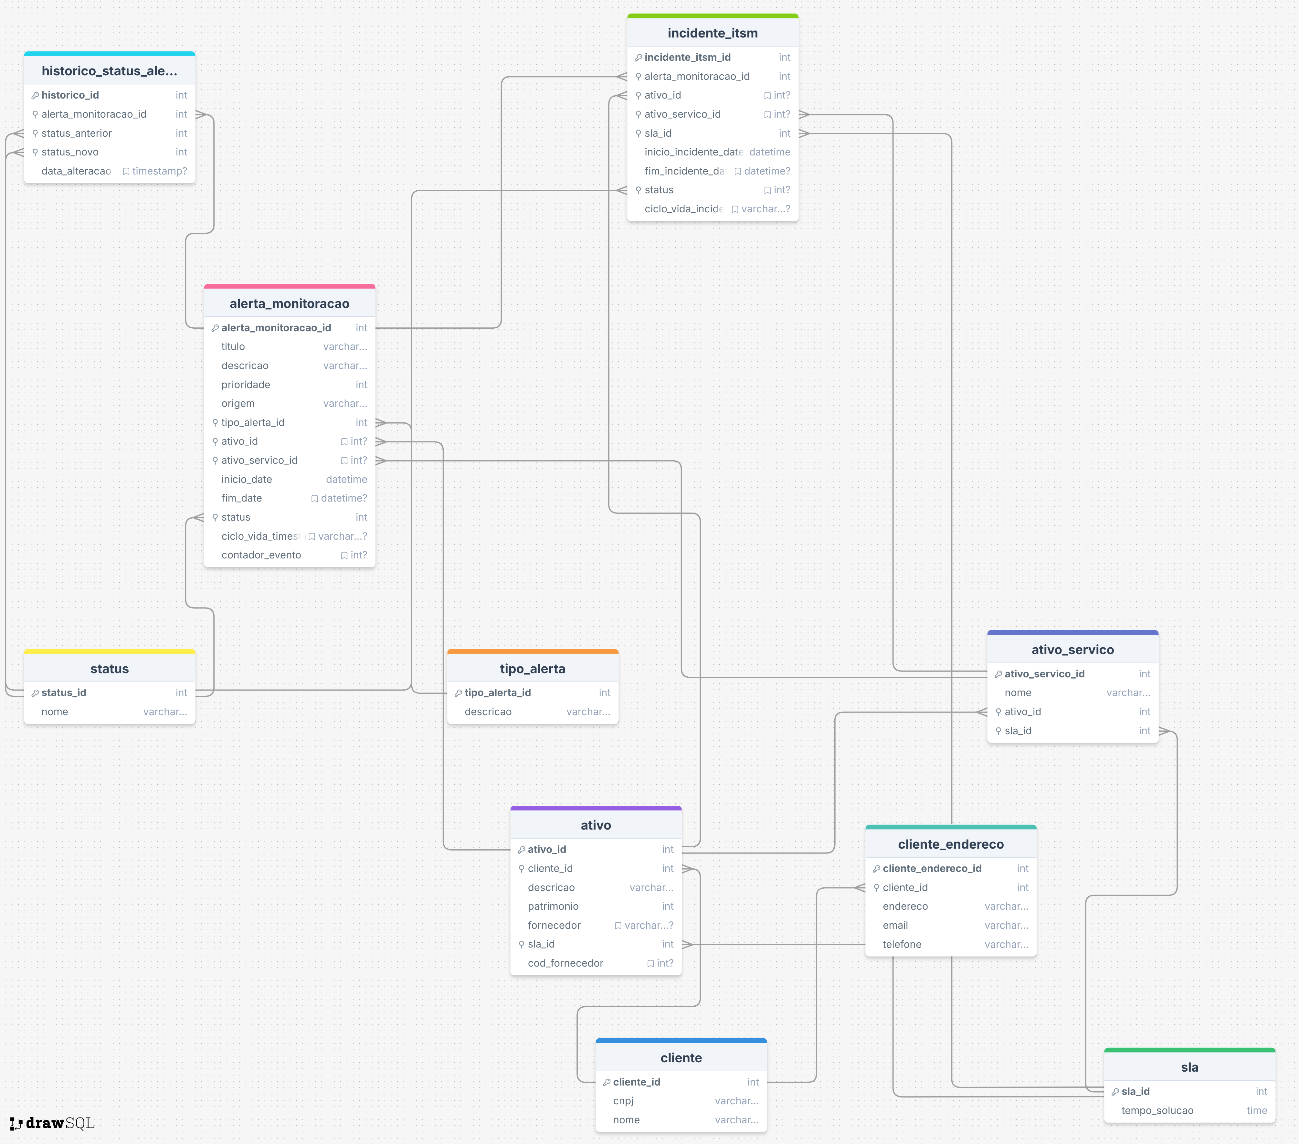 incidente_itsm
incidente_itsm_id int
alerta_monitoracao_id int
ativo_id int?
ativo_servico_id int?
sla_id int
inicio_incidente_date datetime
fim_incidente_da datetime?
status int?
ciclo_vida_incide varchar...?
historico_status_ale...
historico_id int
alerta_monitoracao_id int
status_anterior int
status_novo int
data_alteracao timestamp?
alerta_monitoracao
alerta_monitoracao_id int
titulo varchar...
descricao varchar...
prioridade int
origem varchar...
tipo_alerta_id int
ativo_id int?
ativo_servico_id int?
inicio_date datetime
fim_date datetime?
status int
ciclo_vida_times varchar...?
contador_evento int?
status
status_id int
nome varchar...
tipo_alerta
tipo_alerta_id int
descricao varchar...
ativo_servico
ativo_servico_id int
nome varchar...
ativo_id int
sla_id int
ativo
ativo_id int
cliente_id int
descricao varchar...
patrimonio int
fornecedor varchar...?
sla_id int
cod_fornecedor int?
cliente_endereco
cliente_endereco_id int
cliente_id int
endereco varchar...
email varchar...
telefone varchar...
cliente
cliente_id int
cnpj varchar...
nome varchar...
sla
sla_id int
tempo_solucao time
drawSQL